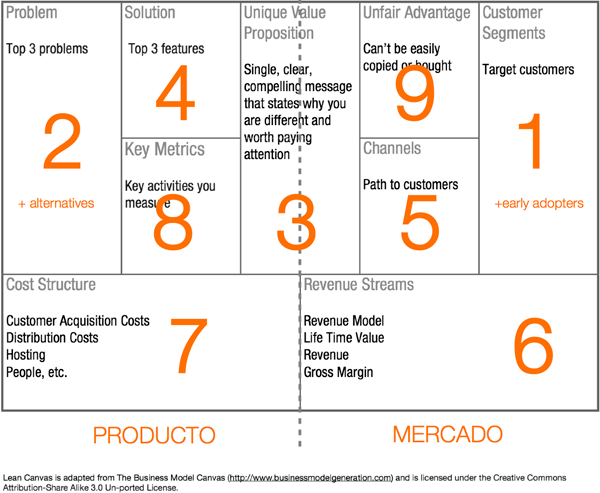 Problem
Top 3 problems
2
+ alternatives
Solution
Top 3 features
4
Key Metrics
Key activities you
measure
8
Unique Value
Proposition
Single, clear,
compelling message
that states why you
are different and
worth paying
attention
3
Unfair Advantage
Can't be easily
copied or bought
9
Channels
Path to customers
5
Customer
Segments
Target customers
1
+early adopters
Cost Structure
Customer Acquisition Costs
Distribution Costs
Hosting
People, etc.
7
Revenue Streams
Revenue Model
Life Time Value
Revenue
Gross Margin
6
PRODUCTO
MERCADO
Lean Canvas is adapted from The Business Model Canvas (http://www.businessmodelgeneration.com) and is licensed under the Creative Commons
Attribution-Share Alike 3.0 Un-ported License.